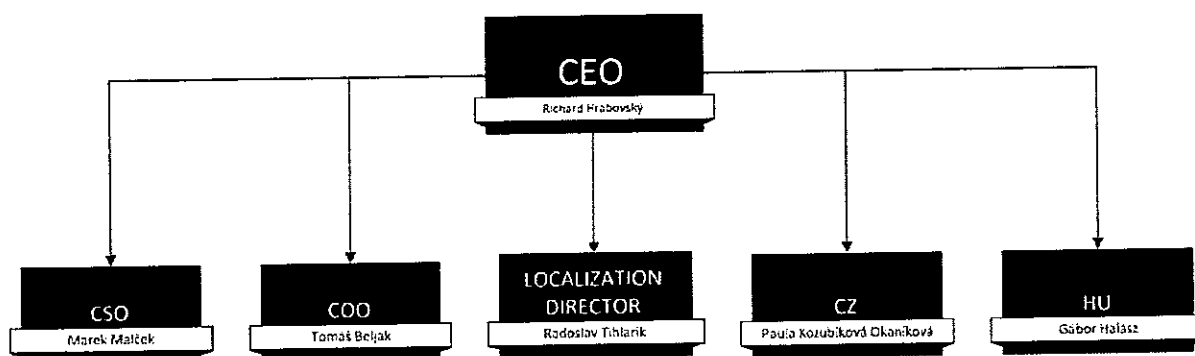 CEO
Richard Hrabovský
CSO
Marek Malček
COO
Tomáš Beljak
LOCALIZATION
DIRECTOR
Radoslav Tihlarik
CZ
Paula Kozubíková Okaníková
HU
Gábor Halász